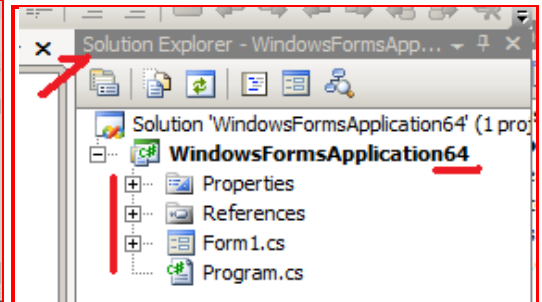 Solution Explorer - WindowsFormsApp...
Solution 'WindowsFormsApplication64' (1 proj
WindowsFormsApplication64
Properties
References
Form1.cs
Program.cs